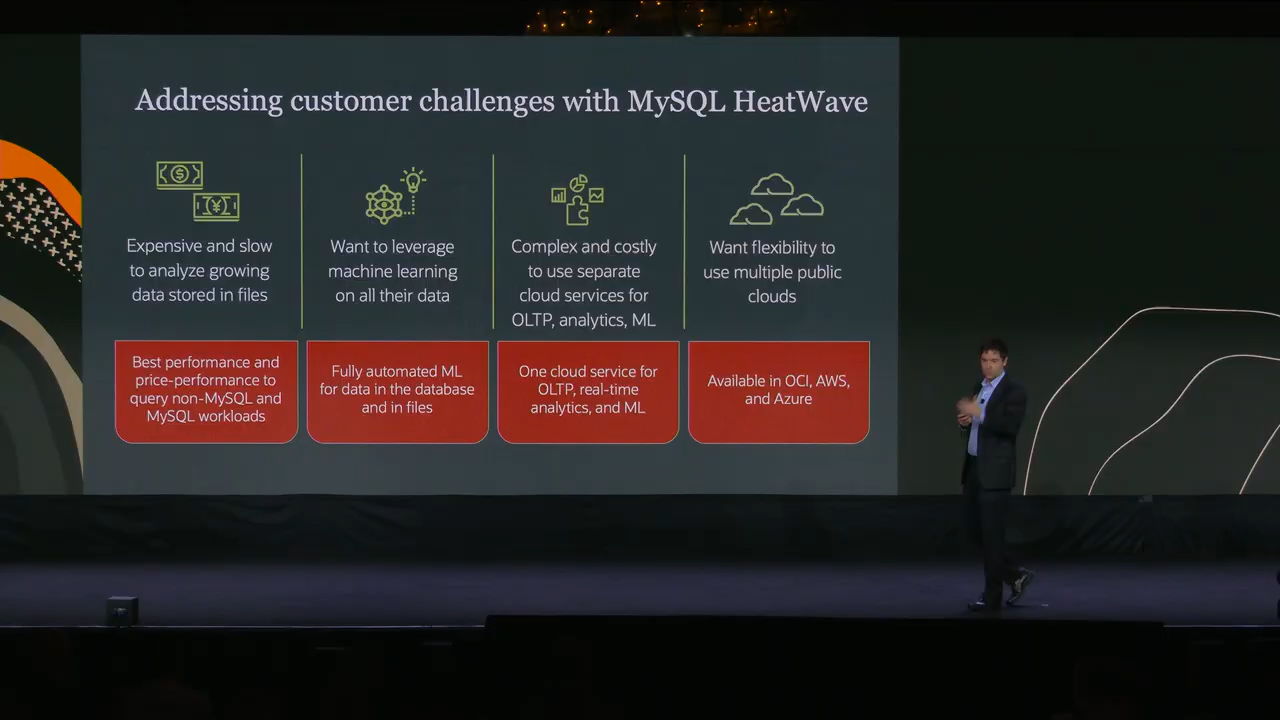 Addressing customer challenges with MySQL HeatWave
Expensive and slow
to analyze growing
data stored in files
Want to leverage
machine learning
on all their data
Complex and costly
to use separate
cloud services for
OLTP, analytics, ML
Want flexibility to
use multiple public
clouds
Best performance and
price-performance to
query non-MySQL and
MySQL workloads
Fully automated ML
for data in the database
and in files
One cloud service for
OLTP, real-time
analytics, and ML
Available in OCI, AWS,
and Azure